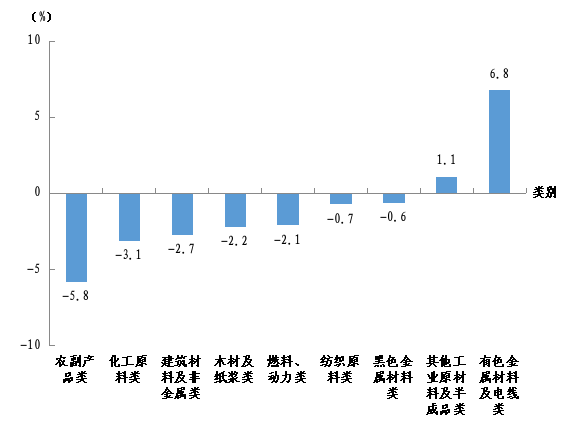 (%)
10
5
0
-5
-10
6.8
1.1
-0.6
-0.7
-2.1
-2.2
-2.7
-3.1
-5.8
类别
农副产
品类
化工原
料类
建筑材
料及非
金属类
木材及
纸浆类
燃料、
动力类
纺织原
料类
黑色金
属材料
类
其他工
业原材
料及半
成品类
有色金
属材料
及电线
类